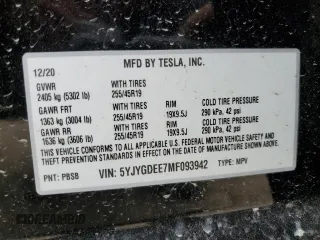 MFD BY TESLA, INC.
12/20
GVWR WITH TIRES
2405 kg (5302 lb) 255/45R19
GAWR FRT WITH TIRES RIM COLD TIRE PRESSURE
1363 kg (3004 lb) 255/45R19 19X9.5J 290 kPa, 42 psi
GAWR RR WITH TIRES RIM COLD TIRE PRESSURE
1636 kg (3606 lb) 255/45R19 19X9.5J 290 kPa, 42 psi
THIS VEHICLE CONFORMS TO ALL APPLICABLE FEDERAL MOTOR VEHICLE SAFETY AND
THEFT PREVENTION STANDARDS IN EFFECT ON THE DATE OF MANUFACTURE SHOWN ABOVE.
PNT: PBSB VIN: 5YJYGDEE7MF093942 TYPE: MPV